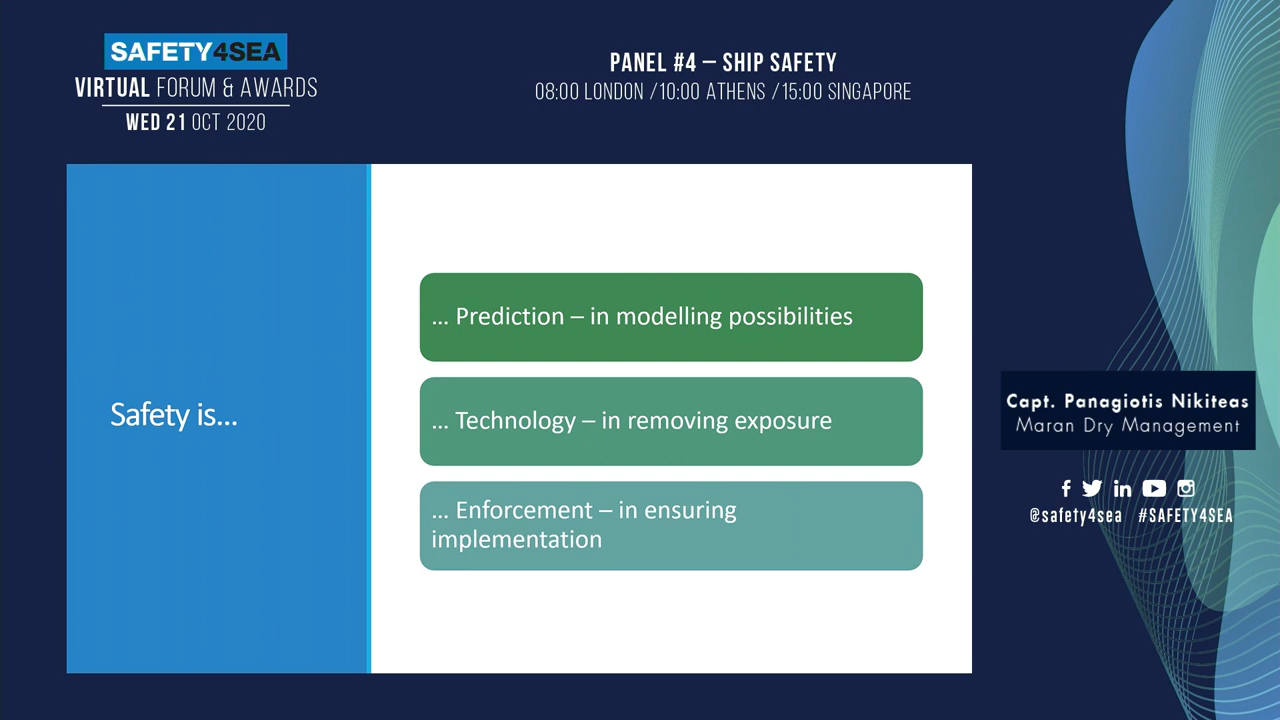 SAFETY4SEA
VIRTUAL FORUM & AWARDS
WED 21 OCT 2020
PANEL #4 – SHIP SAFETY
08:00 LONDON /10:00 ATHENS /15:00 SINGAPORE
Safety is...
... Prediction – in modelling possibilities
... Technology – in removing exposure
... Enforcement – in ensuring
implementation
Capt. Panagiotis Nikiteas
Maran Dry Management
@safety4sea #SAFETY4SEA